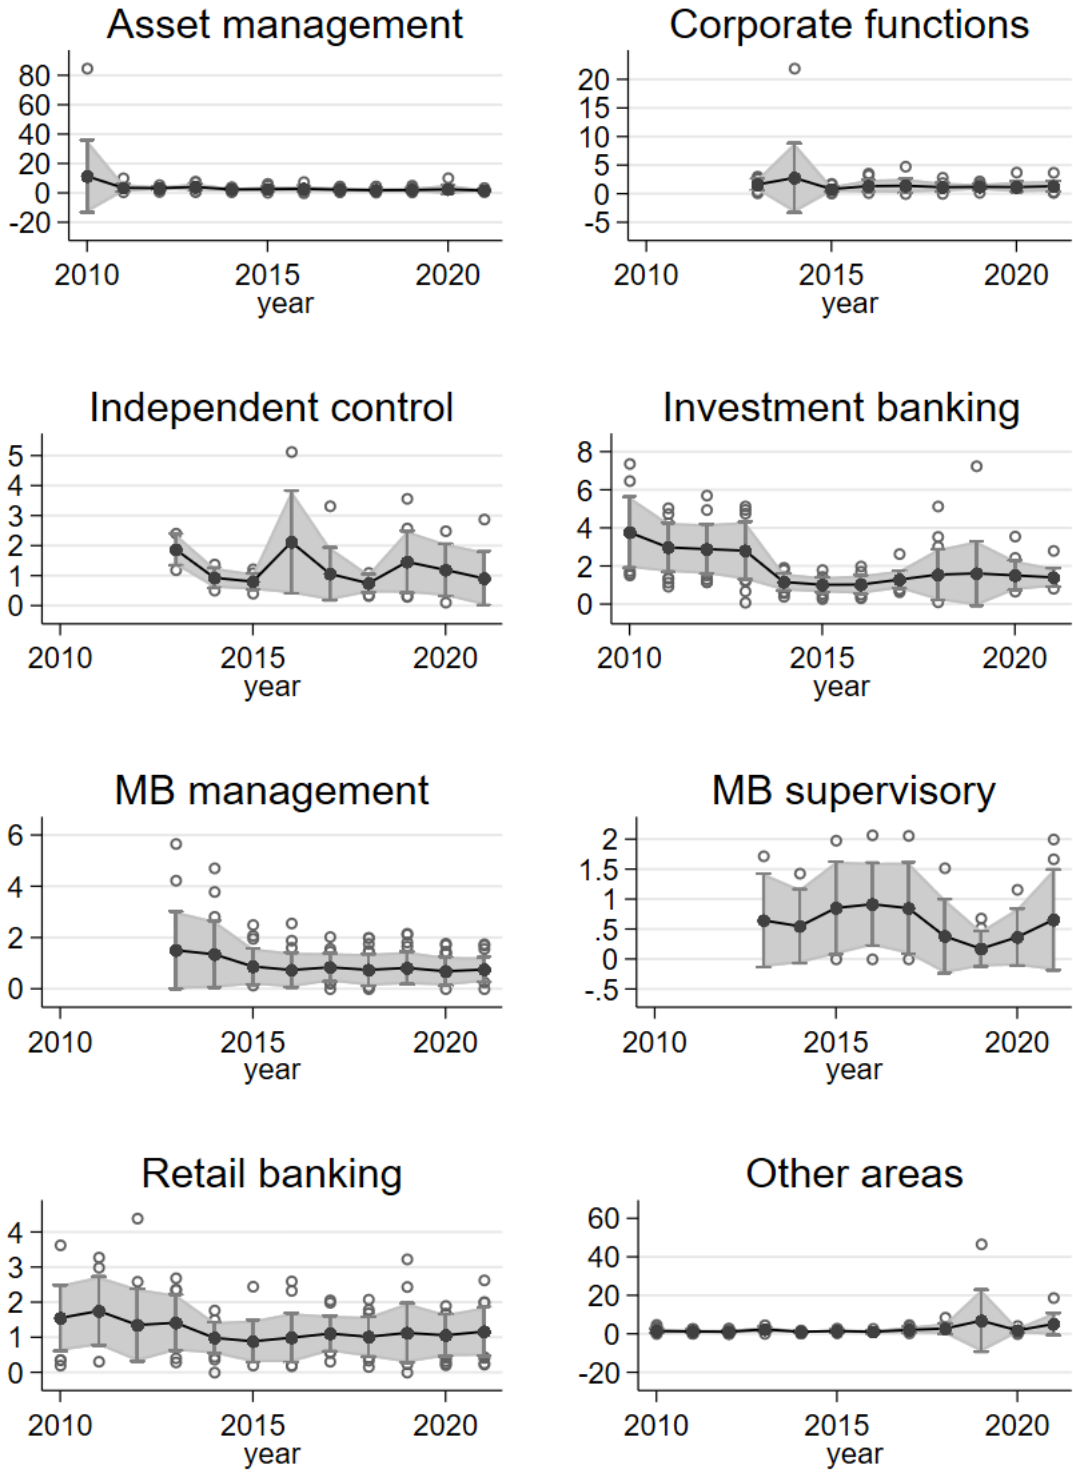 Asset management
80
60
40
20
0
-20
2010 2015 2020
year
Corporate functions
20
15
10
5
0
-5
2010 2015 2020
year
Independent control
5
4
3
2
1
0
2010 2015 2020
year
Investment banking
8
6
4
2
0
2010 2015 2020
year
MB management
6
4
2
0
2010 2015 2020
year
MB supervisory
2
1.5
1
.5
0
-.5
2010 2015 2020
year
Retail banking
4
3
2
1
0
2010 2015 2020
year
Other areas
60
40
20
0
-20
2010 2015 2020
year